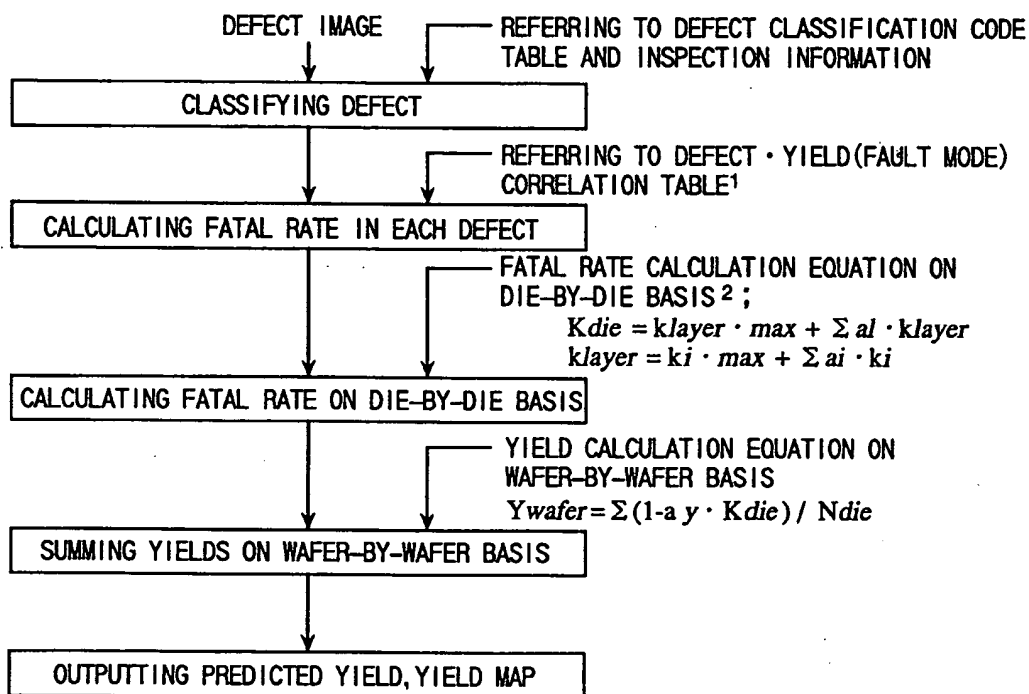 DEFECT IMAGE
REFERRING TO DEFECT CLASSIFICATION CODE
TABLE AND INSPECTION INFORMATION
CLASSIFYING DEFECT
REFERRING TO DEFECT・YIELD(FAULT MODE)
CORRELATION TABLE¹
CALCULATING FATAL RATE IN EACH DEFECT
FATAL RATE CALCULATION EQUATION ON
DIE–BY–DIE BASIS²;
Kdie = klayer · max + Σ al · klayer
klayer = ki · max + Σ ai · ki
CALCULATING FATAL RATE ON DIE–BY–DIE BASIS
YIELD CALCULATION EQUATION ON
WAFER–BY–WAFER BASIS
Ywafer=Σ(1-a y · Kdie) / Ndie
SUMMING YIELDS ON WAFER–BY–WAFER BASIS
OUTPUTTING PREDICTED YIELD,YIELD MAP